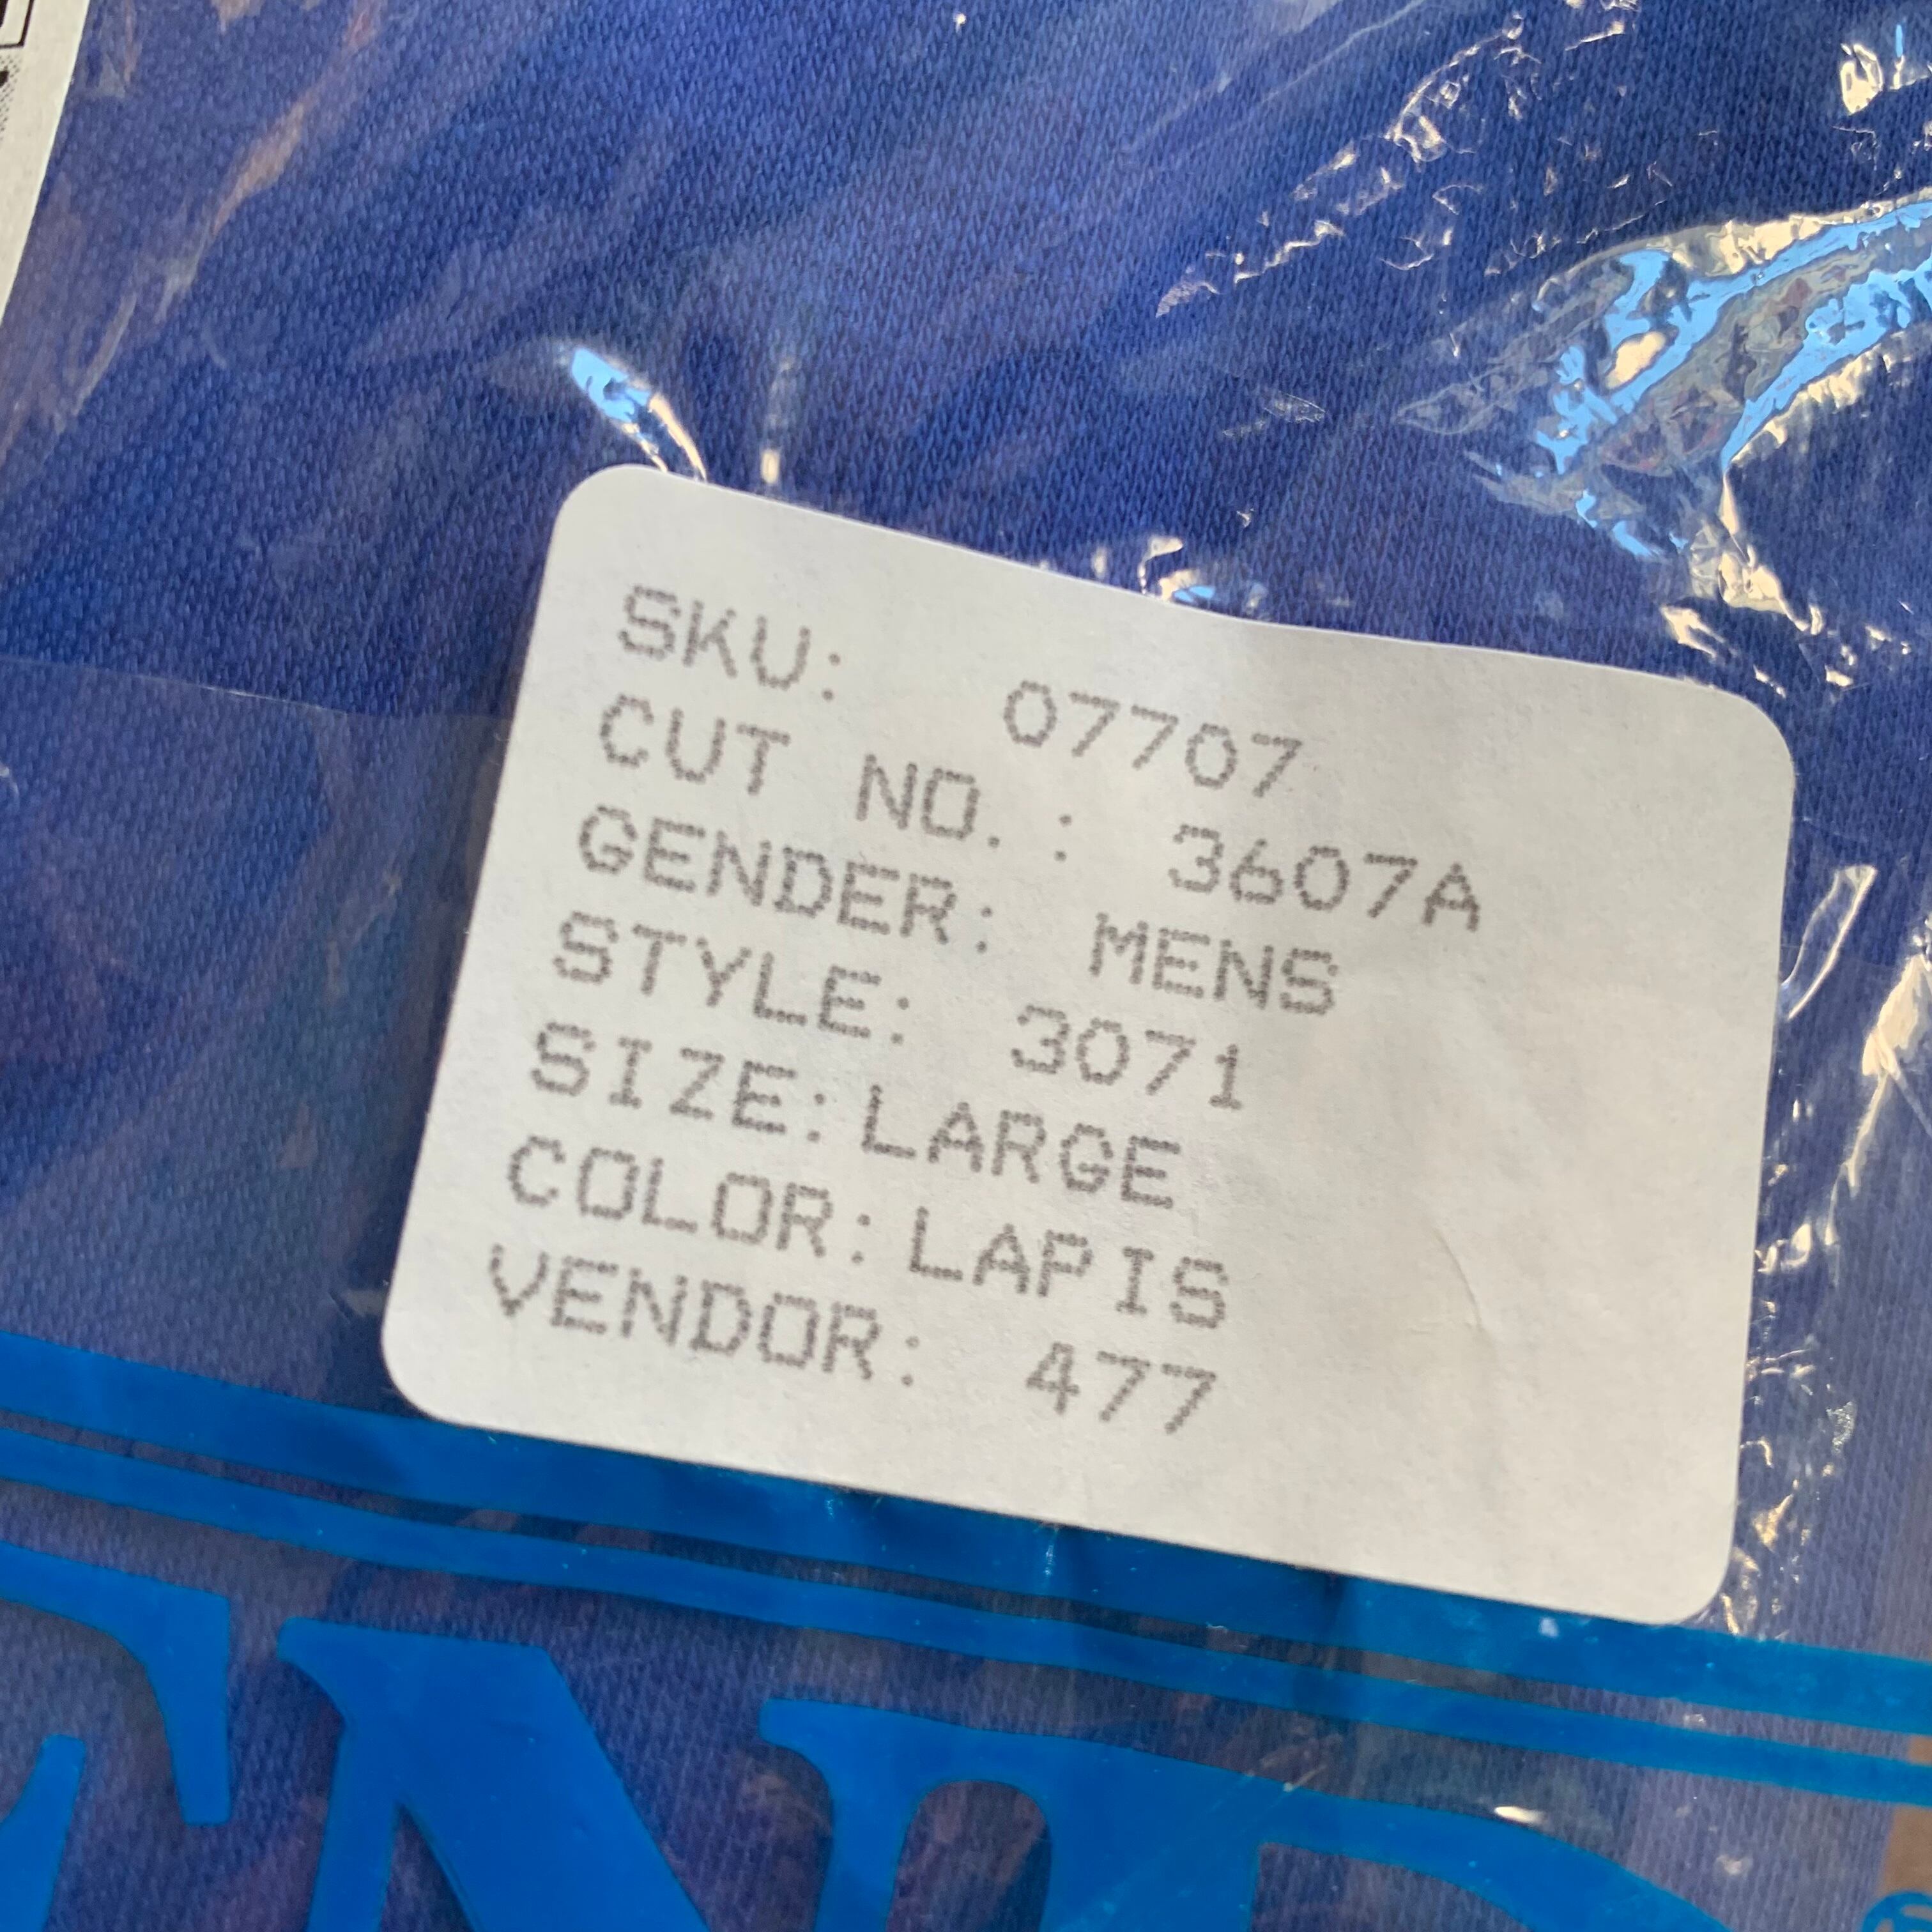 SKU: 07707
CUT NO.: 3607A
GENDER: MENS
STYLE: 3071
SIZE:LARGE
COLOR:LAPIS
VENDOR: 477